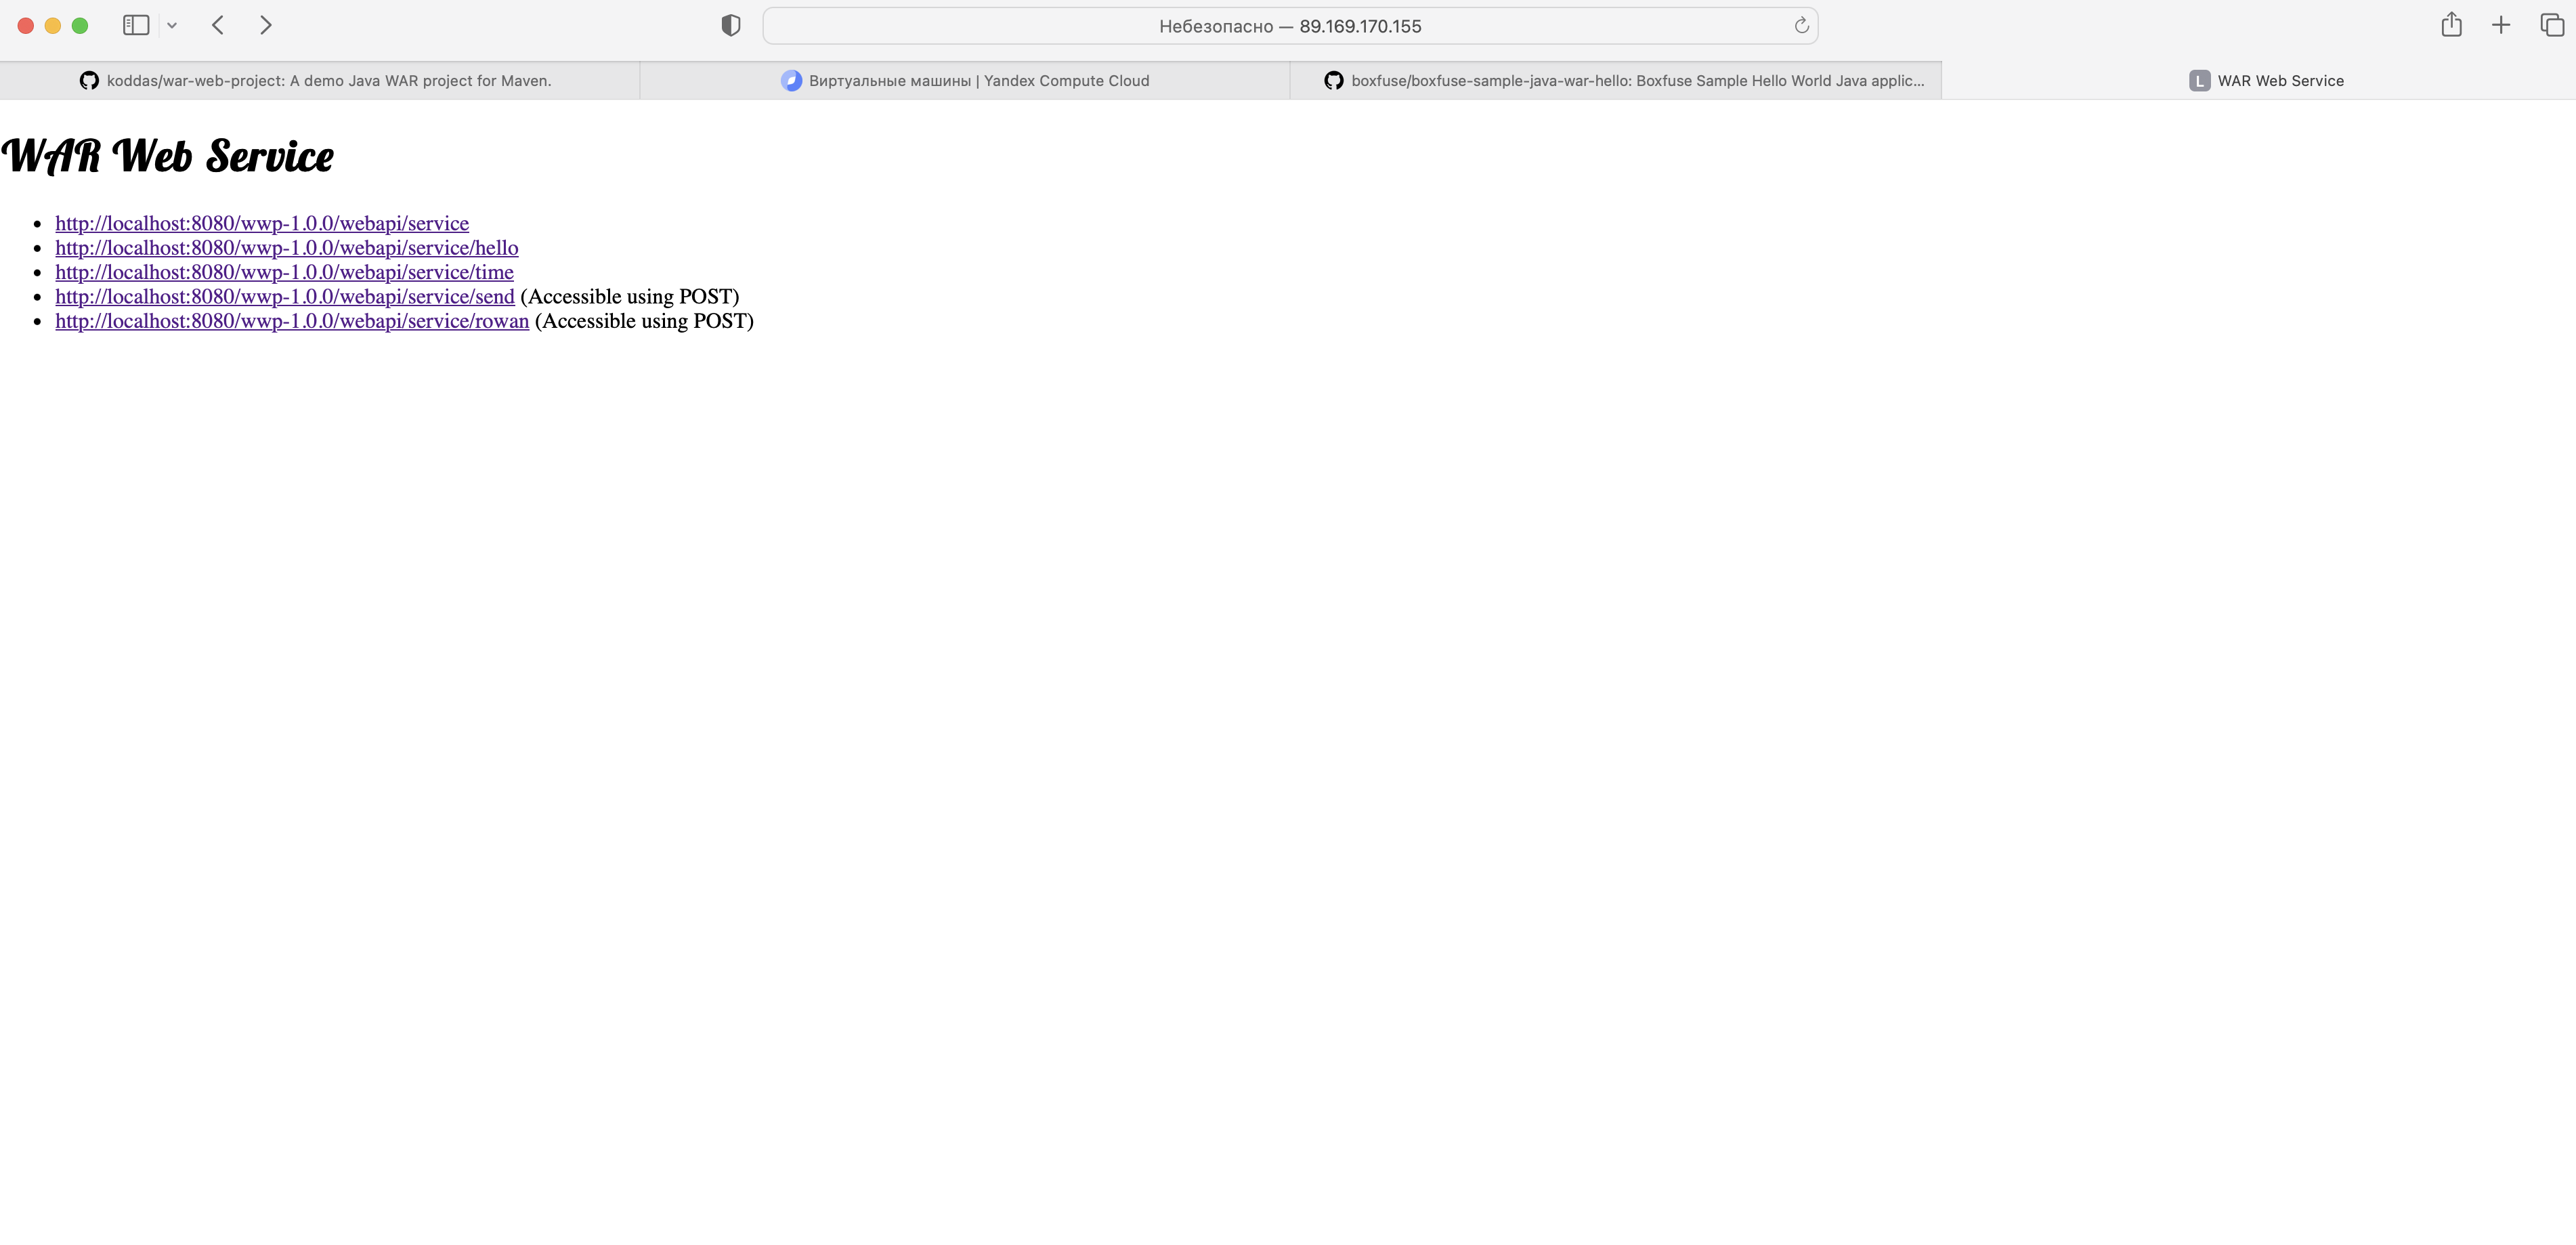 Небезопасно — 89.169.170.155
koddas/war-web-project: A demo Java WAR project for Maven.
Виртуальные машины | Yandex Compute Cloud
boxfuse/boxfuse-sample-java-war-hello: Boxfuse Sample Hello World Java applic...
L WAR Web Service
WAR Web Service
http://localhost:8080/wwp-1.0.0/webapi/service
http://localhost:8080/wwp-1.0.0/webapi/service/hello
http://localhost:8080/wwp-1.0.0/webapi/service/time
http://localhost:8080/wwp-1.0.0/webapi/service/send (Accessible using POST)
http://localhost:8080/wwp-1.0.0/webapi/service/rowan (Accessible using POST)